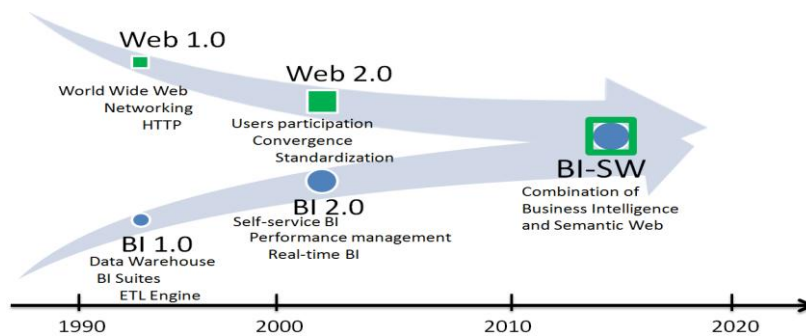 Web 1.0
World Wide Web
Networking
HTTP
Web 2.0
Users participation
Convergence
Standardization
BI-SW
Combination of
Business Intelligence
and Semantic Web
BI 2.0
Self-service BI
Performance management
Real-time BI
BI 1.0
Data Warehouse
BI Suites
ETL Engine
1990
2000
2010
2020